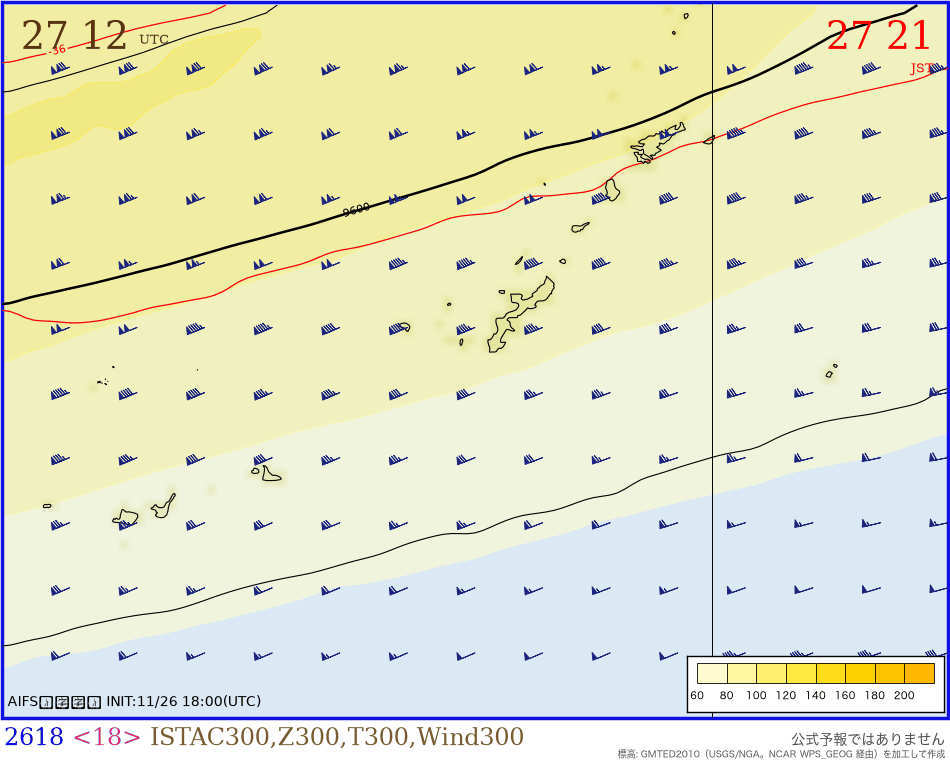 27 12 UTC
27 21
JST
-36
9600
60 80 100 120 140 160 180 200
AIFS INIT:11/26 18:00(UTC)
2618 <18> ISTAC300,Z300,T300,Wind300
公式予報ではありません
標高: GMTED2010（USGS/NGA。NCAR WPS_GEOG 経由）を加工して作成